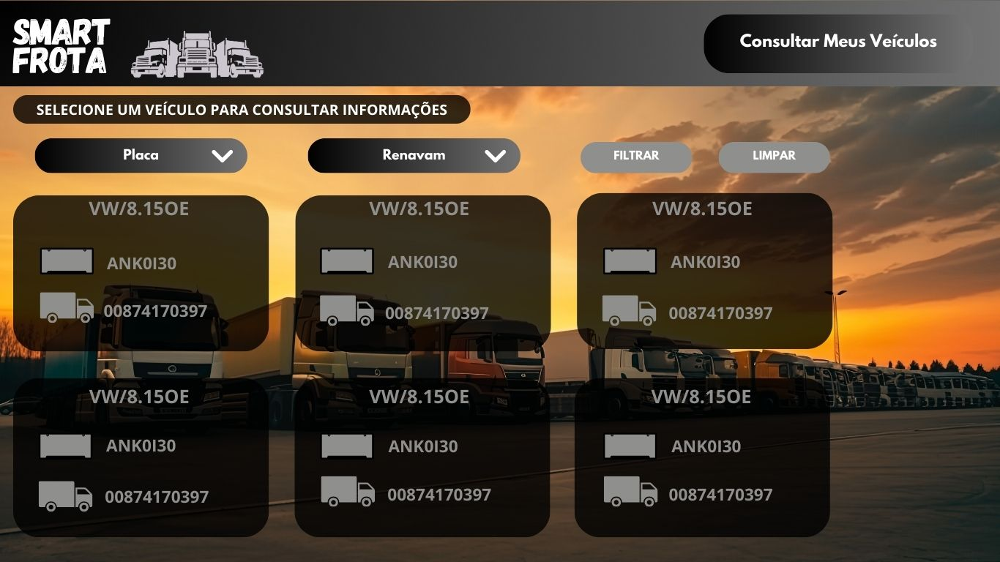 SMART
FROTA
Consultar Meus Veículos
SELECIONE UM VEÍCULO PARA CONSULTAR INFORMAÇÕES
Placa
Renavam
FILTRAR
LIMPAR
VW/8.15OE
VW/8.15OE
VW/8.15OE
ANK0I30
ANK0I30
ANK0I30
00874170397
00874170397
00874170397
VW/8.15OE
VW/8.15OE
VW/8.15OE
ANK0I30
ANK0I30
ANK0I30
00874170397
00874170397
00874170397